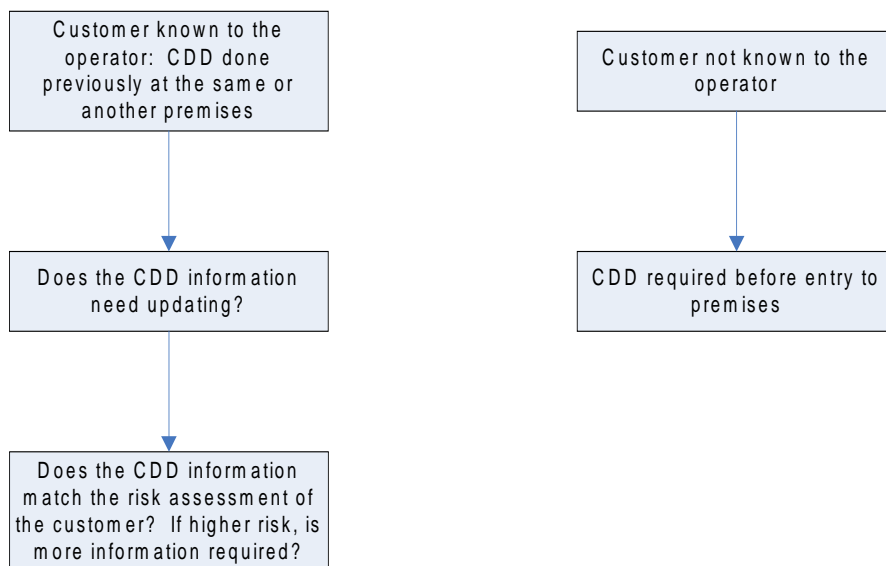 Customer known to the
operator: CDD done
previously at the same or
another premises
Customer not known to the
operator
Does the CDD information
need updating?
CDD required before entry to
premises
Does the CDD information
match the risk assessment of
the customer? If higher risk, is
more information required?